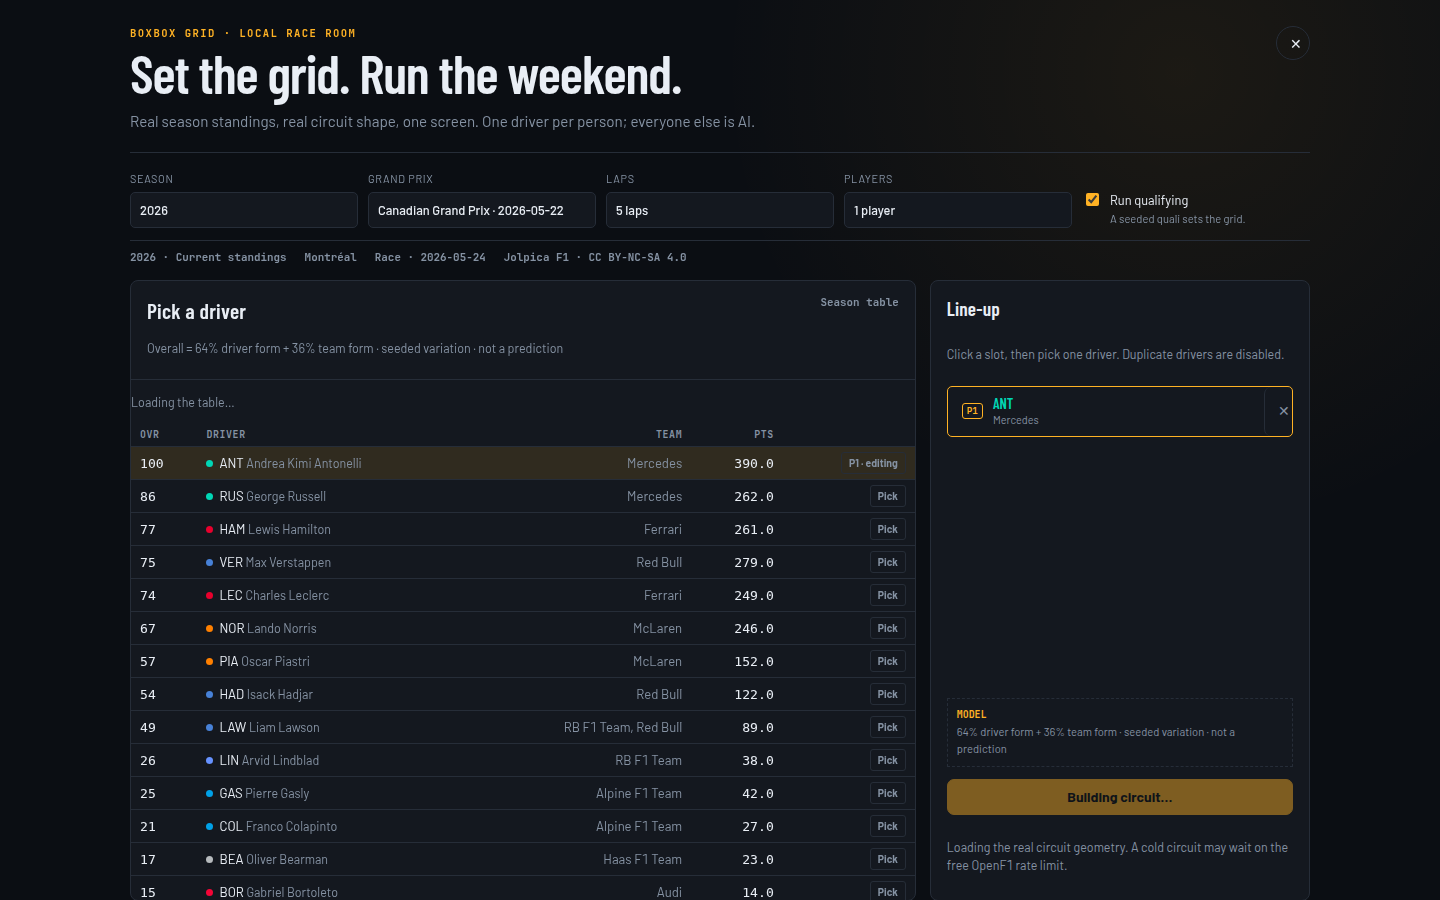 BOXBOX GRID · LOCAL RACE ROOM
Set the grid. Run the weekend.
Real season standings, real circuit shape, one screen. One driver per person; everyone else is AI.
✕
SEASON
2026
GRAND PRIX
Canadian Grand Prix · 2026-05-22
LAPS
5 laps
PLAYERS
1 player
Run qualifying
A seeded quali sets the grid.
2026 · Current standings Montréal Race · 2026-05-24 Jolpica F1 · CC BY-NC-SA 4.0
Pick a driver
Season table
Overall = 64% driver form + 36% team form · seeded variation · not a prediction
Loading the table...
OVR DRIVER TEAM PTS
100 ANT Andrea Kimi Antonelli Mercedes 390.0 P1 · editing
86 RUS George Russell Mercedes 262.0 Pick
77 HAM Lewis Hamilton Ferrari 261.0 Pick
75 VER Max Verstappen Red Bull 279.0 Pick
74 LEC Charles Leclerc Ferrari 249.0 Pick
67 NOR Lando Norris McLaren 246.0 Pick
57 PIA Oscar Piastri McLaren 152.0 Pick
54 HAD Isack Hadjar Red Bull 122.0 Pick
49 LAW Liam Lawson RB F1 Team, Red Bull 89.0 Pick
26 LIN Arvid Lindblad RB F1 Team 38.0 Pick
25 GAS Pierre Gasly Alpine F1 Team 42.0 Pick
21 COL Franco Colapinto Alpine F1 Team 27.0 Pick
17 BEA Oliver Bearman Haas F1 Team 23.0 Pick
15 BOR Gabriel Bortoleto Audi 14.0 Pick
Line-up
Click a slot, then pick one driver. Duplicate drivers are disabled.
P1 ANT
Mercedes
✕
MODEL
64% driver form + 36% team form · seeded variation · not a
prediction
Building circuit...
Loading the real circuit geometry. A cold circuit may wait on the
free OpenF1 rate limit.